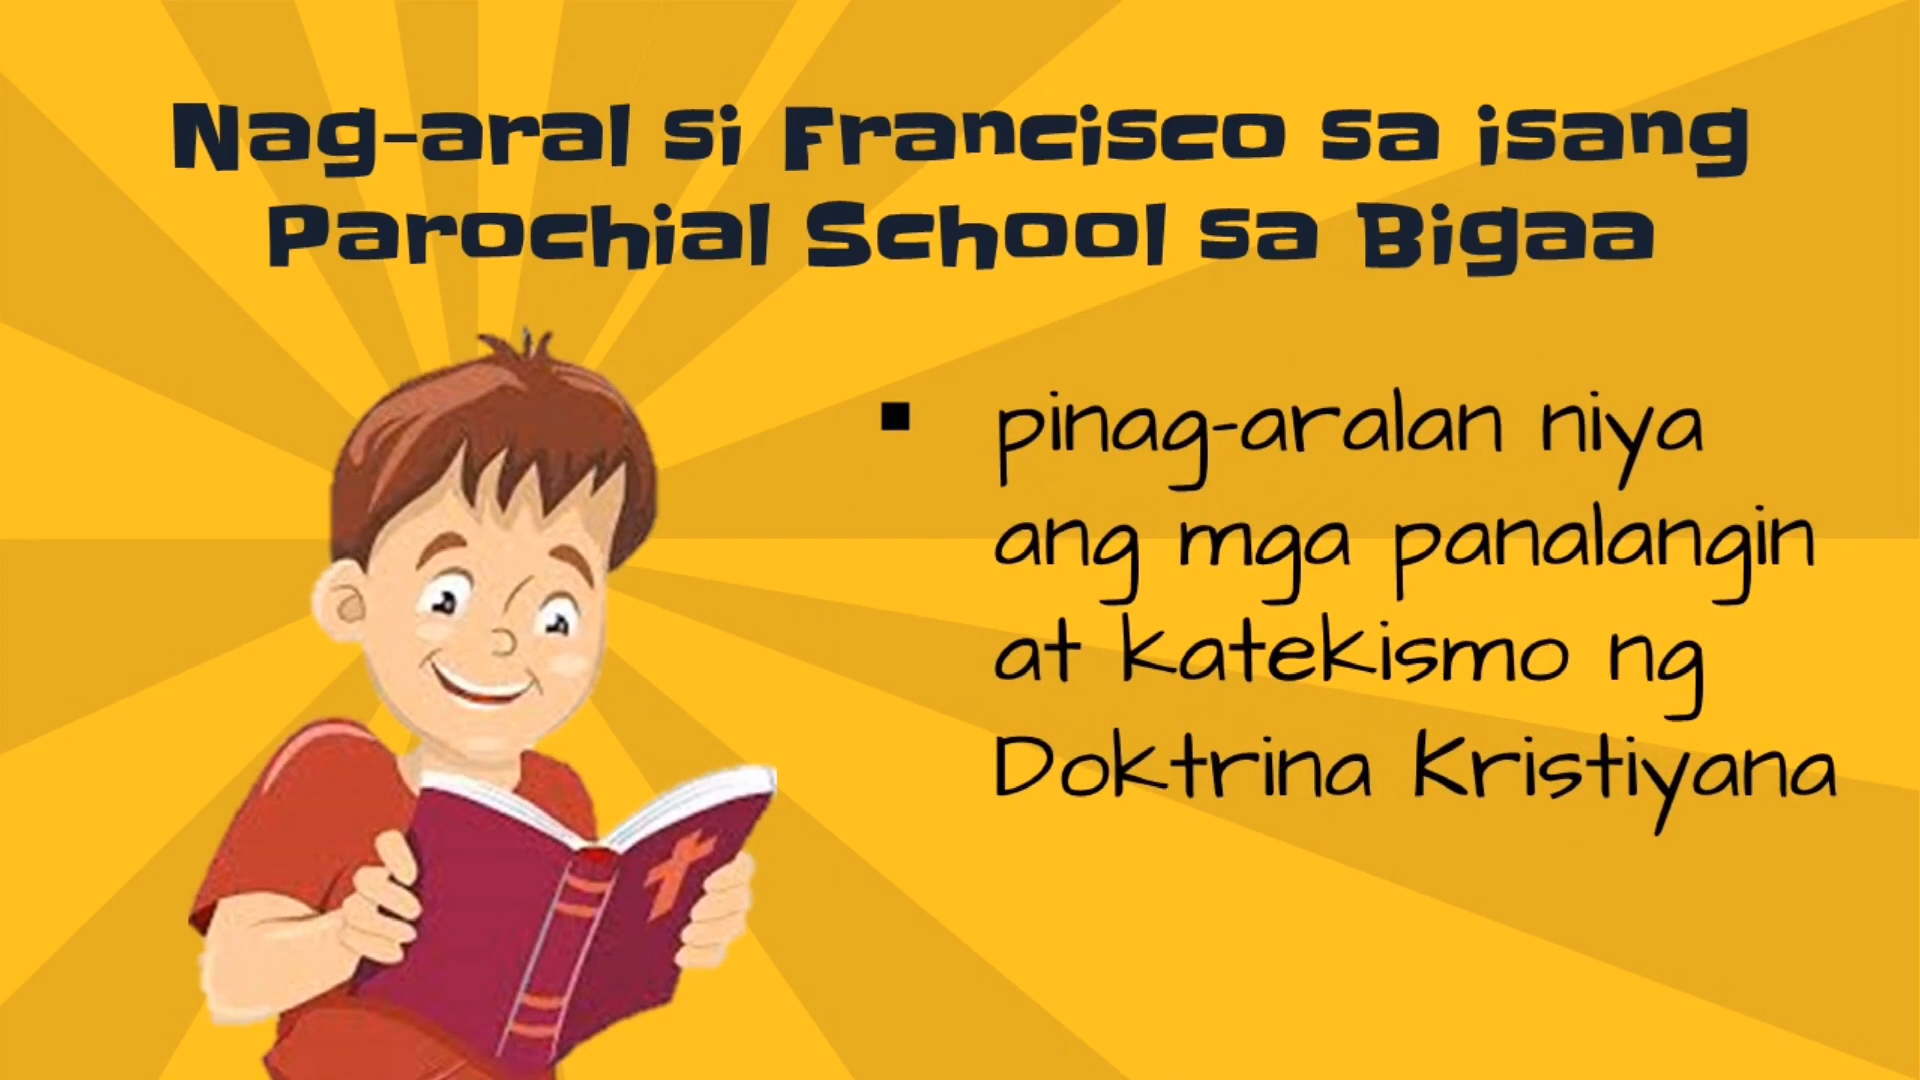 Nag-aral si Francisco sa isang
Parochial School sa Bigaa
▪ pinag-aralan niya
ang mga panalangin
at katekismo ng
Doktrina Kristiyana